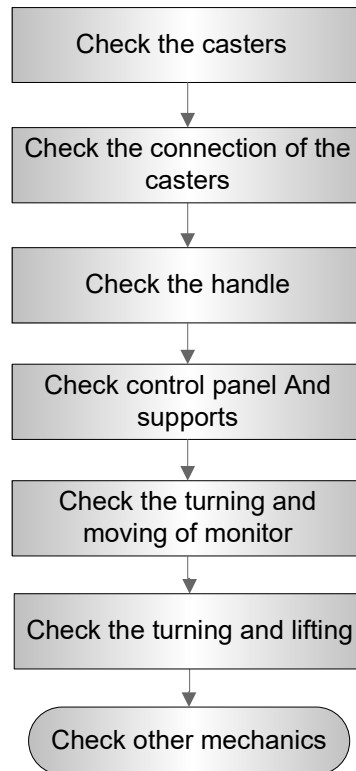 Check the casters
Check the connection of the
casters
Check the handle
Check control panel And
supports
Check the turning and
moving of monitor
Check the turning and lifting
Check other mechanics